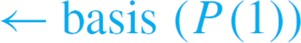 ← basis (P(1))